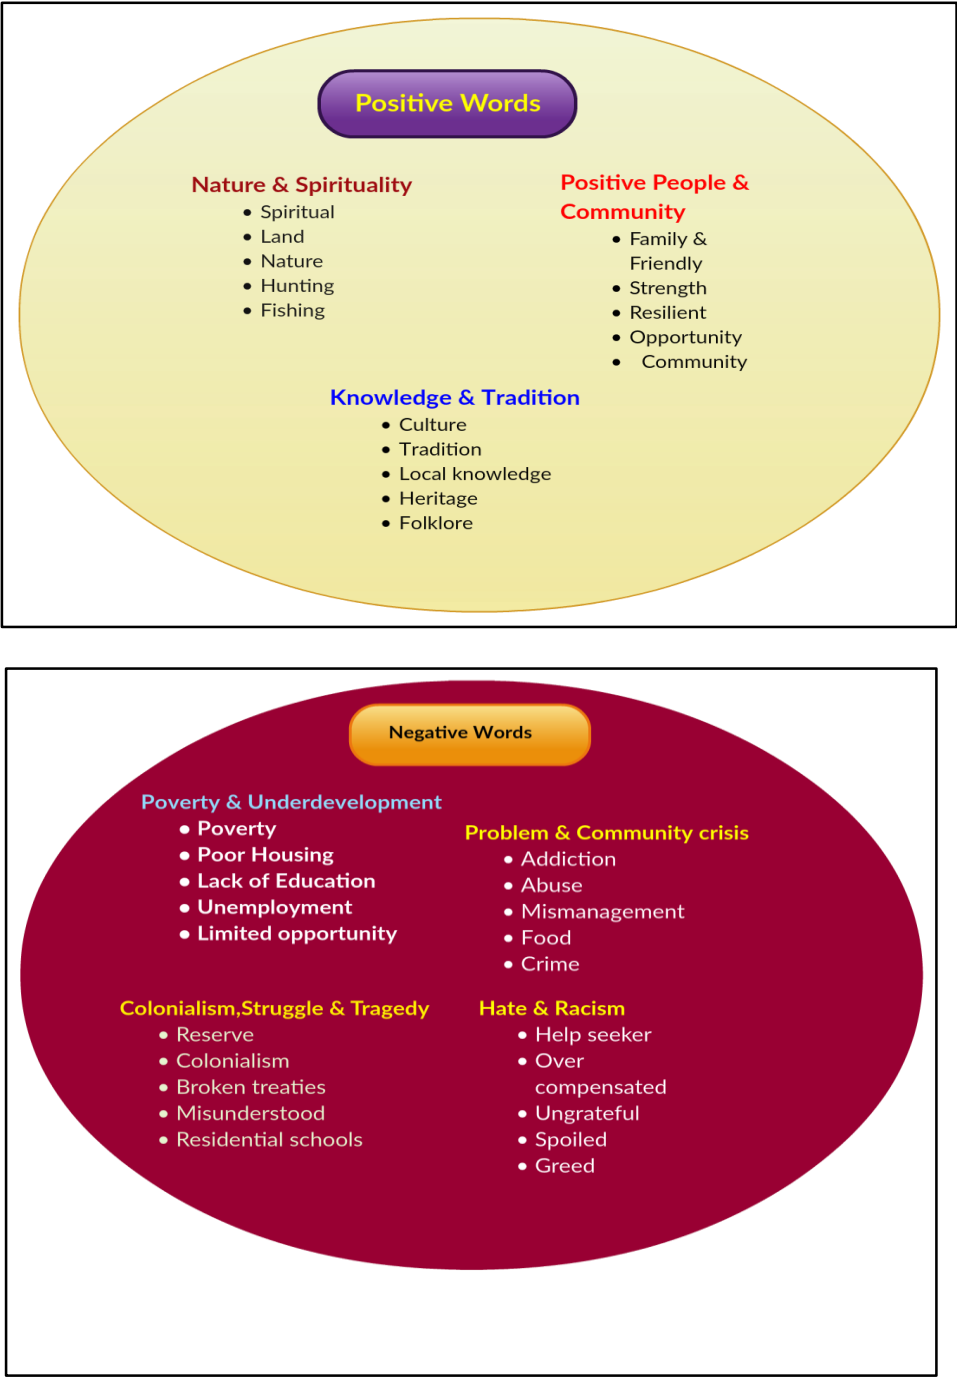 Positive Words
Nature & Spirituality
• Spiritual
• Land
• Nature
• Hunting
• Fishing
Positive People &
Community
• Family &
Friendly
• Strength
• Resilient
• Opportunity
• Community
Knowledge & Tradition
• Culture
• Tradition
• Local knowledge
• Heritage
• Folklore
Negative Words
Poverty & Underdevelopment
• Poverty
• Poor Housing
• Lack of Education
• Unemployment
• Limited opportunity
Problem & Community crisis
• Addiction
• Abuse
• Mismanagement
• Food
• Crime
Colonialism,Struggle & Tragedy
• Reserve
• Colonialism
• Broken treaties
• Misunderstood
• Residential schools
Hate & Racism
• Help seeker
• Over
compensated
• Ungrateful
• Spoiled
• Greed